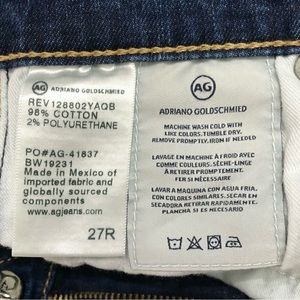 AG ADRIANO GOLDSCHMIED
REV128802YAQB
98% COTTON
2% POLYURETHANE
PO#AG-41837
BW19231
Made in Mexico of
imported fabric and
globally sourced
components
www.agjeans.com
27R
AG
ADRIANO GOLDSCHMIED
MACHINE WASH COLD WITH
LIKE COLORS. TUMBLE DRY.
REMOVE PROMPTLY. IRON IF NEEDED
LAVAGE EN MACHINE À FROID AVEC
COMME COULEURS. SÈCHE-LINGE.
À RETIRER PROMPTEMENT.
FER SI NÉCESSAIRE
LAVAR A MAQUINA CON AGUA FRIA,
CON COLORES SIMILARES. SECAR EN
SECADORA RETIRAR RAPIDAMENTE.
PLANCHA SI ES NECESARIO